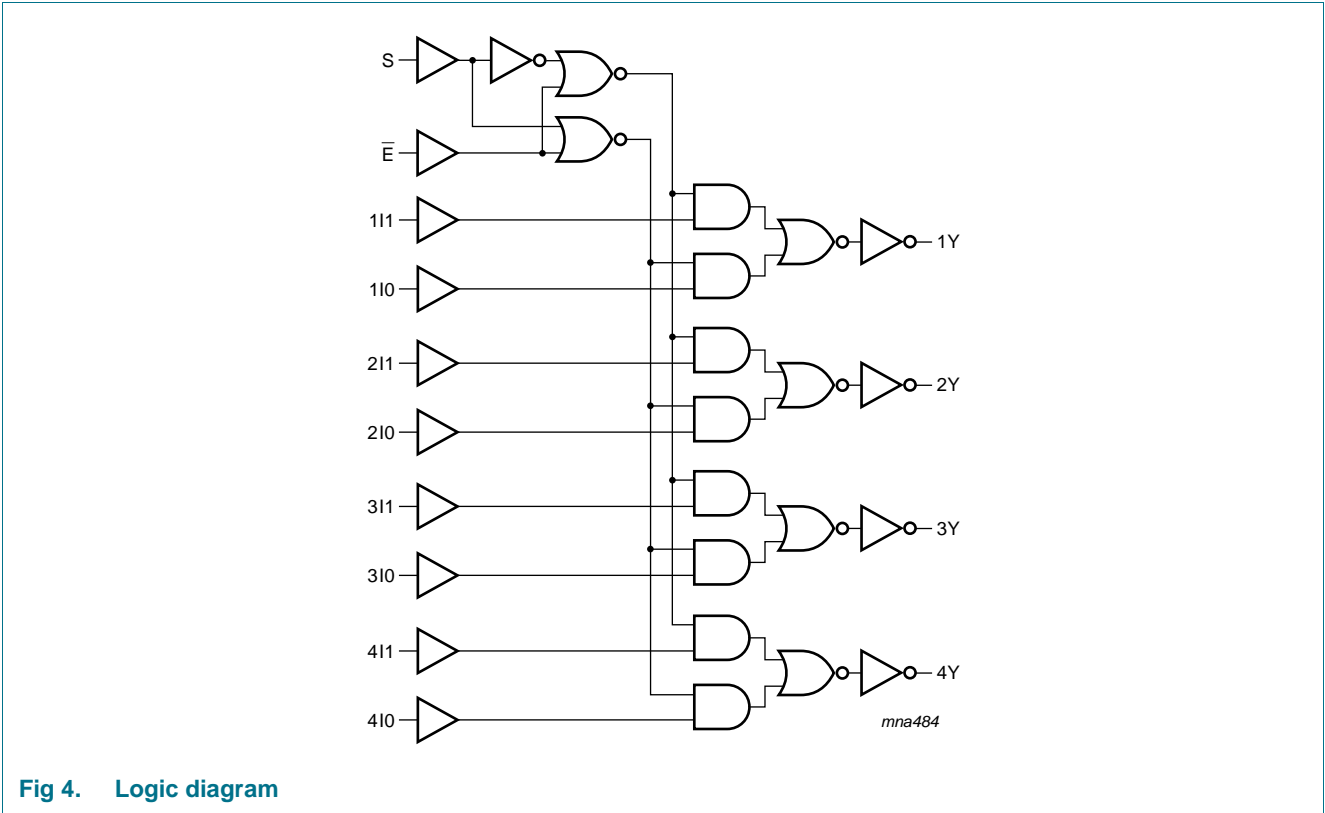 S
E̅
1I1
1I0
1Y
2I1
2I0
2Y
3I1
3I0
3Y
4I1
4I0
4Y
mna484
Fig 4. Logic diagram